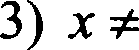 3) x ≠